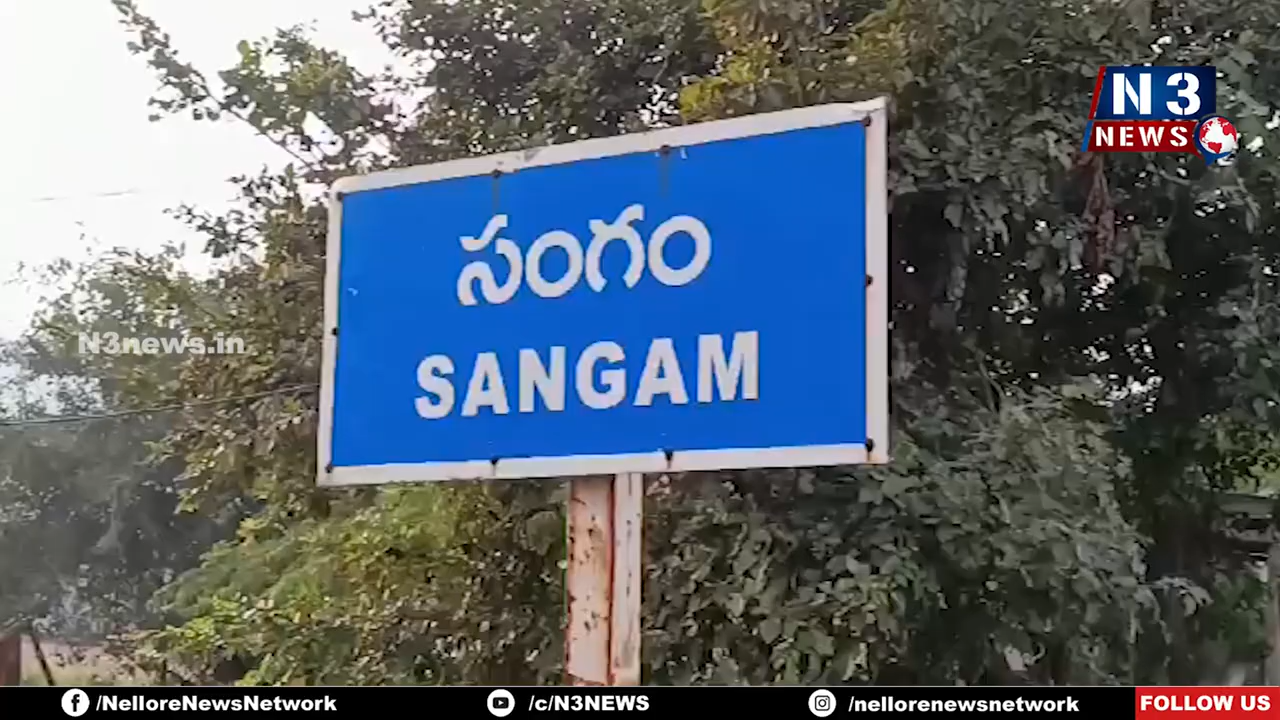 N3
NEWS
సంగం
SANGAM
N3news.in
/NelloreNewsNetwork
/c/N3NEWS
/nellorenewsnetwork
FOLLOW US